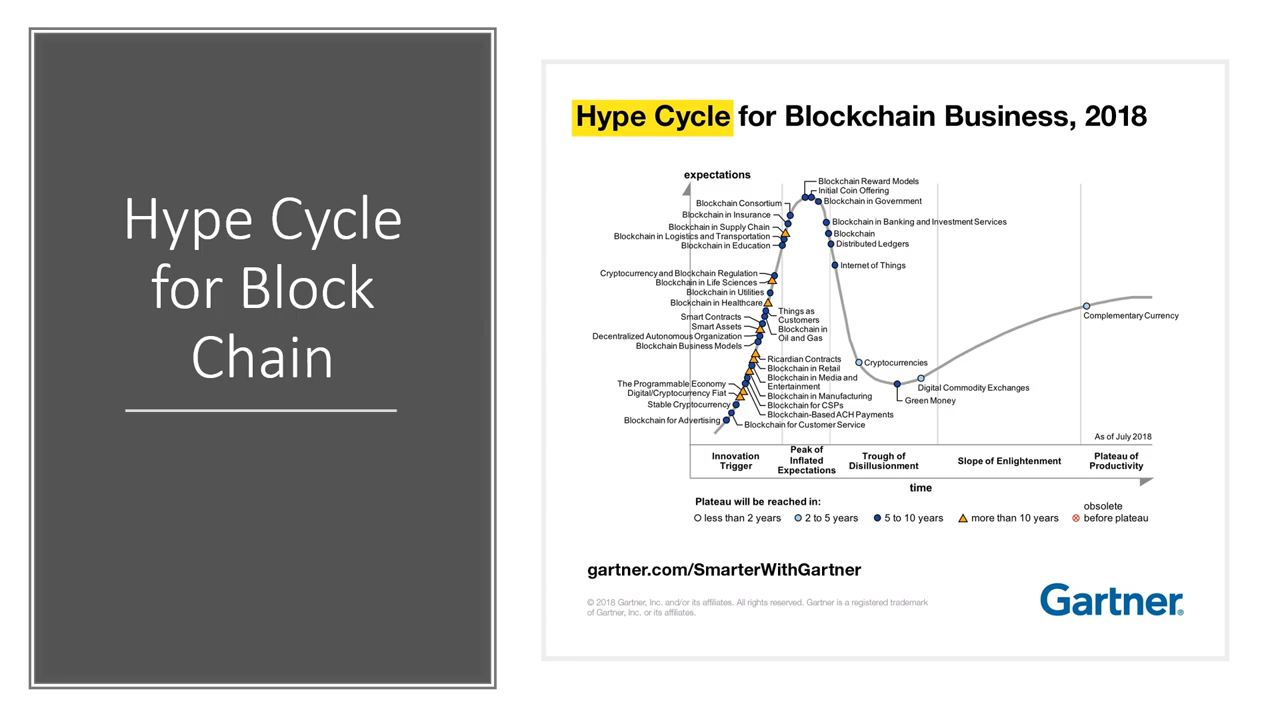 Hype Cycle
for Block
Chain
Hype Cycle for Blockchain Business, 2018
expectations
Blockchain Reward Models
Initial Coin Offering
Blockchain in Government
Blockchain Consortium
Blockchain in Insurance
Blockchain in Supply Chain
Blockchain in Logistics and Transportation
Blockchain in Education
Blockchain in Banking and Investment Services
Blockchain
Distributed Ledgers
Internet of Things
Cryptocurrency and Blockchain Regulation
Blockchain in Life Sciences
Blockchain in Utilities
Blockchain in Healthcare
Smart Contracts
Smart Assets
Decentralized Autonomous Organization
Blockchain Business Models
Things as
Customers
Blockchain in
Oil and Gas
Ricardian Contracts
Blockchain in Retail
Blockchain in Media and
Entertainment
Blockchain in Manufacturing
Blockchain for CSPs
Blockchain-Based ACH Payments
Blockchain for Customer Service
The Programmable Economy
Digital/Cryptocurrency Fiat
Stable Cryptocurrency
Blockchain for Advertising
Cryptocurrencies
Digital Commodity Exchanges
Green Money
Complementary Currency
As of July 2018
Innovation
Trigger
Peak of
Inflated
Expectations
Trough of
Disillusionment
Slope of Enlightenment
Plateau of
Productivity
time
Plateau will be reached in:
less than 2 years
2 to 5 years
5 to 10 years
more than 10 years
obsolete
before plateau
gartner.com/SmarterWithGartner
© 2018 Gartner, Inc. and/or its affiliates. All rights reserved. Gartner is a registered trademark
of Gartner, Inc. or its affiliates.
Gartner®